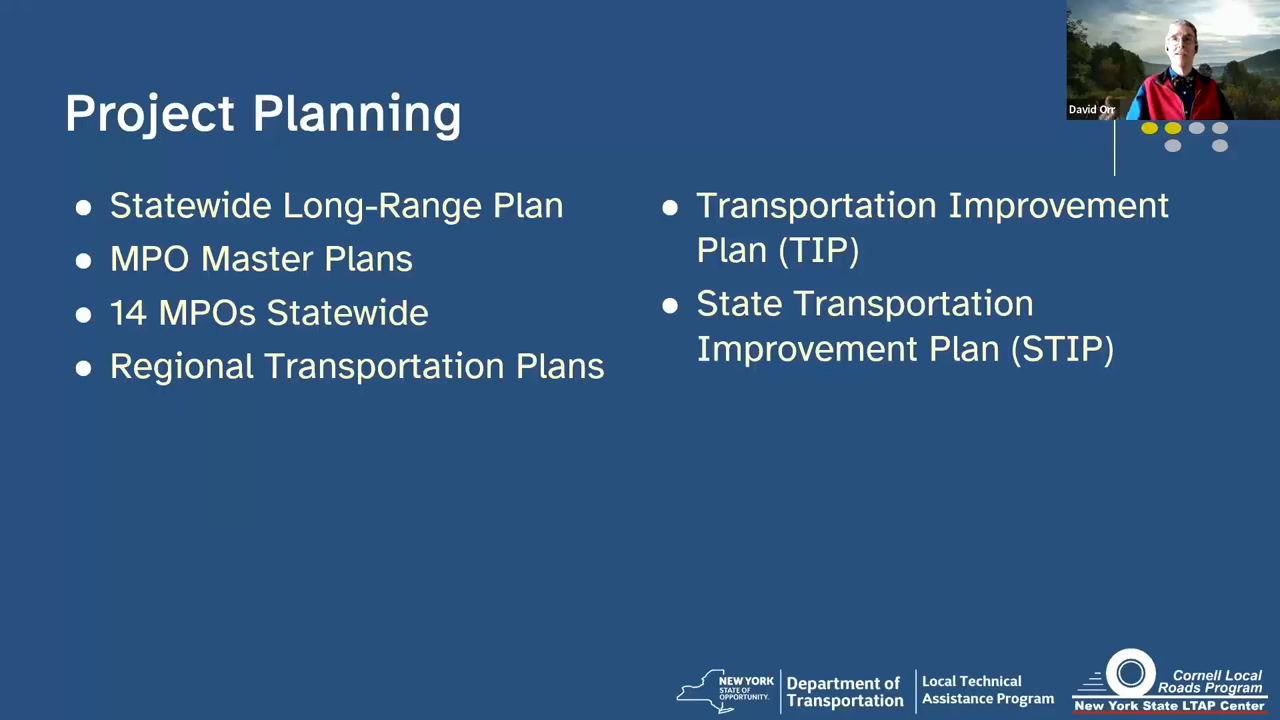 David Orr
Project Planning
● Statewide Long-Range Plan
● MPO Master Plans
● 14 MPOs Statewide
● Regional Transportation Plans
● Transportation Improvement
Plan (TIP)
● State Transportation
Improvement Plan (STIP)
NEW YORK
STATE OF
OPPORTUNITY.
Department of
Transportation
Local Technical
Assistance Program
Cornell Local
Roads Program
New York State LTAP Center